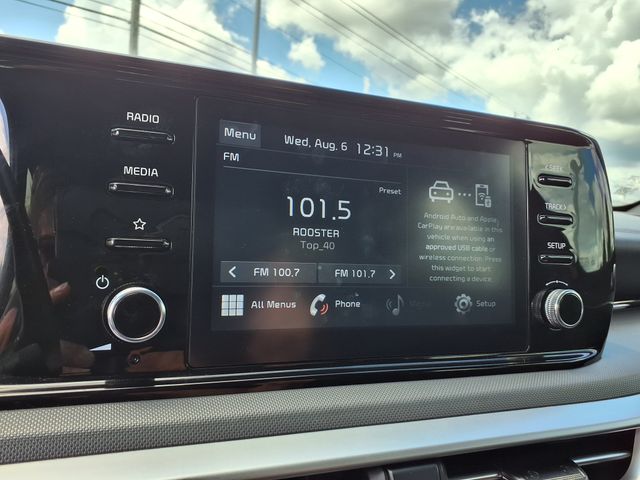 RADIO
MEDIA
Menu
Wed, Aug. 6 12:31 PM
FM
Preset
101.5
ROOSTER
Top_40
< FM 100.7
FM 101.7 >
Android Auto and Apple
CarPlay are available in this
vehicle when using an
approved USB cable or
wireless connection. Press
this widget to start
connecting a device.
All Menus
Phone
Media
Setup
<SEEK
TRACK>
SETUP